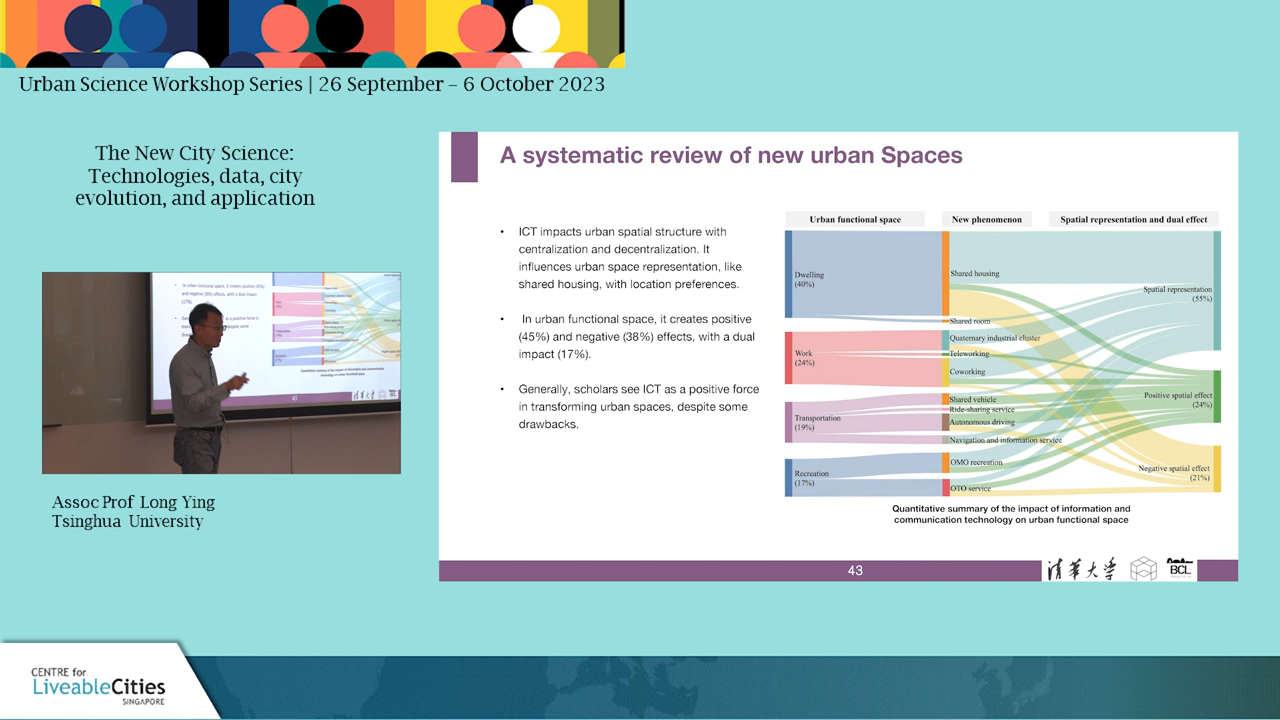 Urban Science Workshop Series | 26 September – 6 October 2023
The New City Science:
Technologies, data, city
evolution, and application
Assoc Prof Long Ying
Tsinghua University
A systematic review of new urban Spaces
• ICT impacts urban spatial structure with
centralization and decentralization. It
influences urban space representation, like
shared housing, with location preferences.
• In urban functional space, it creates positive
(45%) and negative (38%) effects, with a dual
impact (17%).
• Generally, scholars see ICT as a positive force
in transforming urban spaces, despite some
drawbacks.
Urban functional space
New phenomenon
Spatial representation and dual effect
Dwelling
(40%)
Work
(24%)
Transportation
(19%)
Recreation
(17%)
Shared housing
Shared room
Quaternary industrial cluster
Teleworking
Coworking
Shared vehicle
Ride-sharing service
Autonomous driving
Navigation and information service
OMO recreation
OTO service
Spatial representation
(55%)
Positive spatial effect
(24%)
Negative spatial effect
(21%)
Quantitative summary of the impact of information and
communication technology on urban functional space
43
清华大学
BCL
CENTRE for
LiveableCities
SINGAPORE